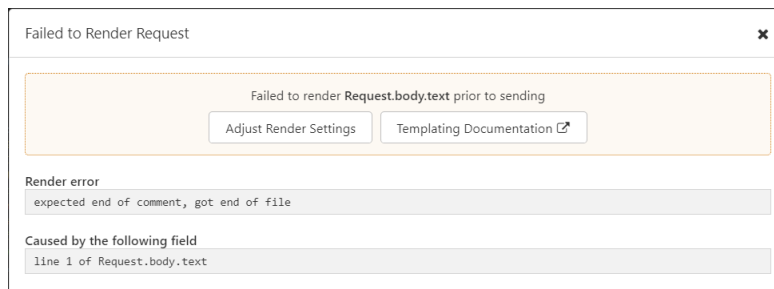 Failed to Render Request
Failed to render Request.body.text prior to sending
Adjust Render Settings
Templating Documentation
Render error
expected end of comment, got end of file
Caused by the following field
line 1 of Request.body.text